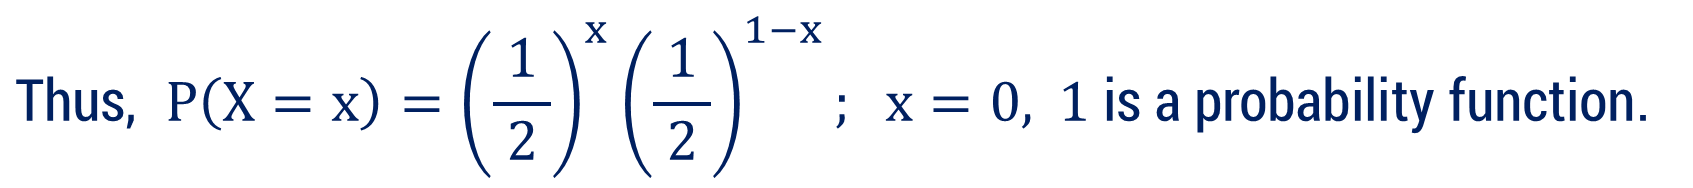 Thus, P(X = x) = (1/2)^x (1/2)^{1−x} ; x = 0, 1 is a probability function.